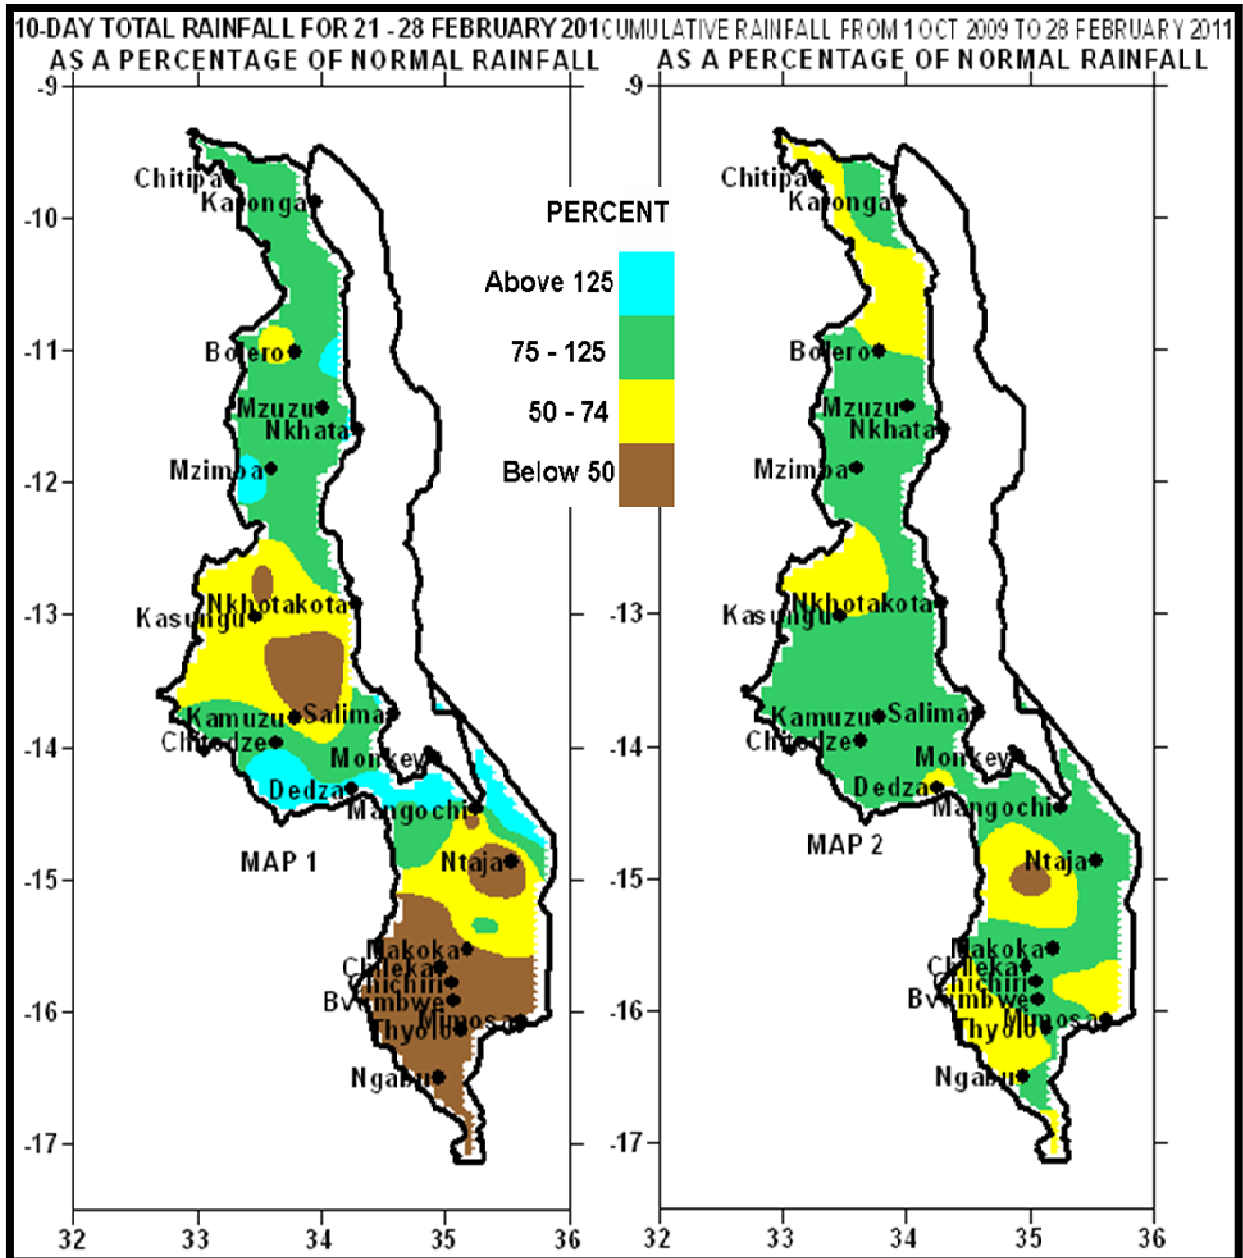 10-DAY TOTAL RAINFALL FOR 21 - 28 FEBRUARY 201
AS A PERCENTAGE OF NORMAL RAINFALL
CUMULATIVE RAINFALL FROM 1 OCT 2009 TO 28 FEBRUARY 2011
AS A PERCENTAGE OF NORMAL RAINFALL
-9
-10
-11
-12
-13
-14
-15
-16
-17
32 33 34 35 36
Chitipa
Karonga
Bolero
Mzuzu
Nkhata
Mzimba
Nkhotakota
Kasungu
Kamuzu
Salima
Chitedze
Monkey
Dedza
Mangochi
MAP 1
Ntaja
Makoka
Chileka
Chichiri
Bvumbwe
Mimosa
Thyolo
Ngabu
PERCENT
Above 125
75 - 125
50 - 74
Below 50
-9
-10
-11
-12
-13
-14
-15
-16
-17
32 33 34 35 36
Chitipa
Karonga
Bolero
Mzuzu
Nkhata
Mzimba
Nkhotakota
Kasungu
Kamuzu
Salima
Chitedze
Monkey
Dedza
Mangochi
MAP 2
Ntaja
Makoka
Chileka
Chichiri
Bvumbwe
Mimosa
Thyolo
Ngabu